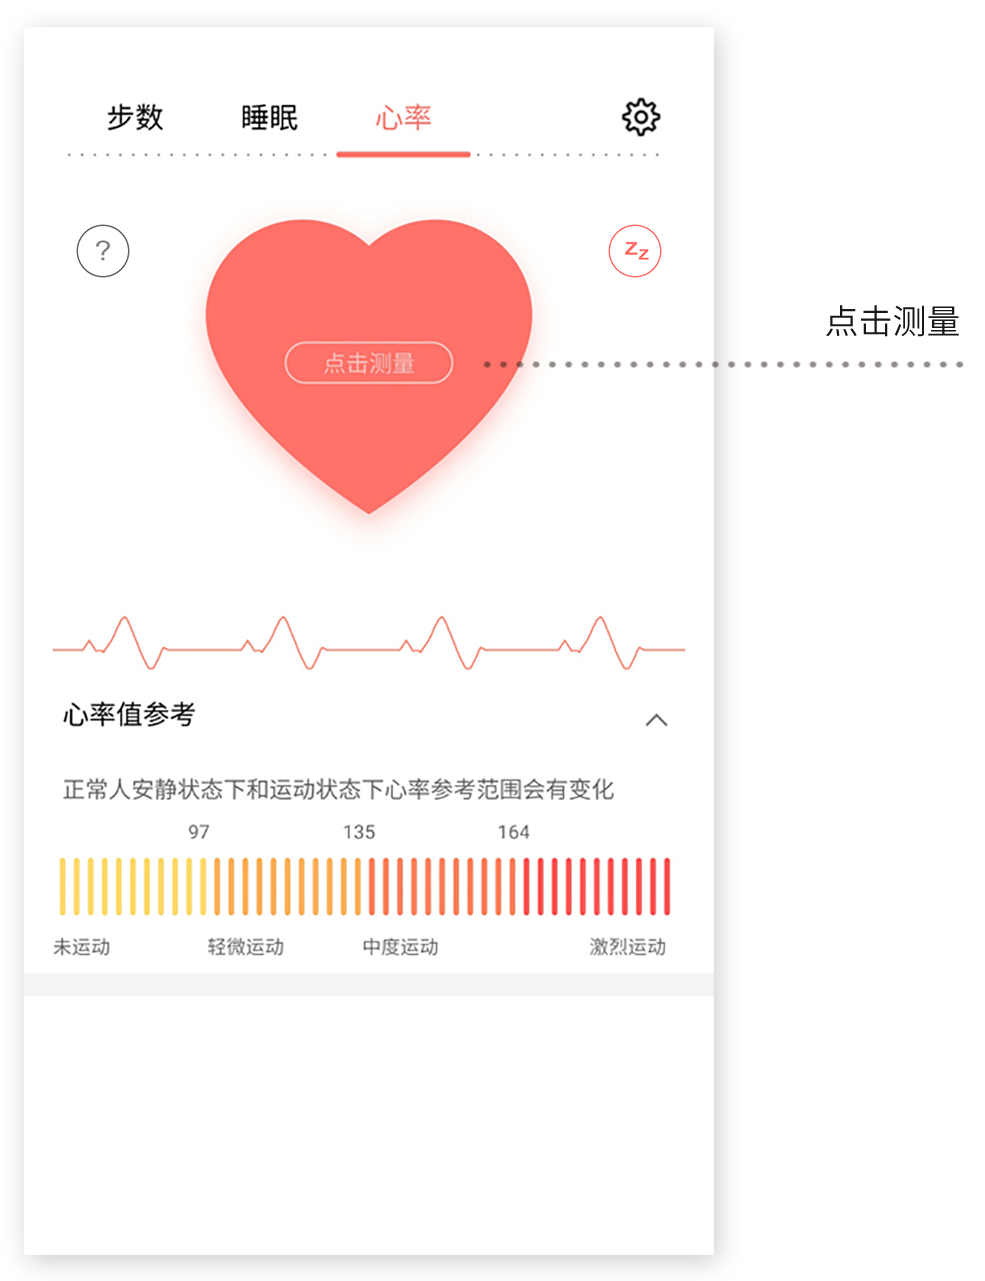 步数 睡眠 心率
? zz
点击测量
点击测量
心率值参考
正常人安静状态下和运动状态下心率参考范围会有变化
97 135 164
未运动 轻微运动 中度运动 激烈运动